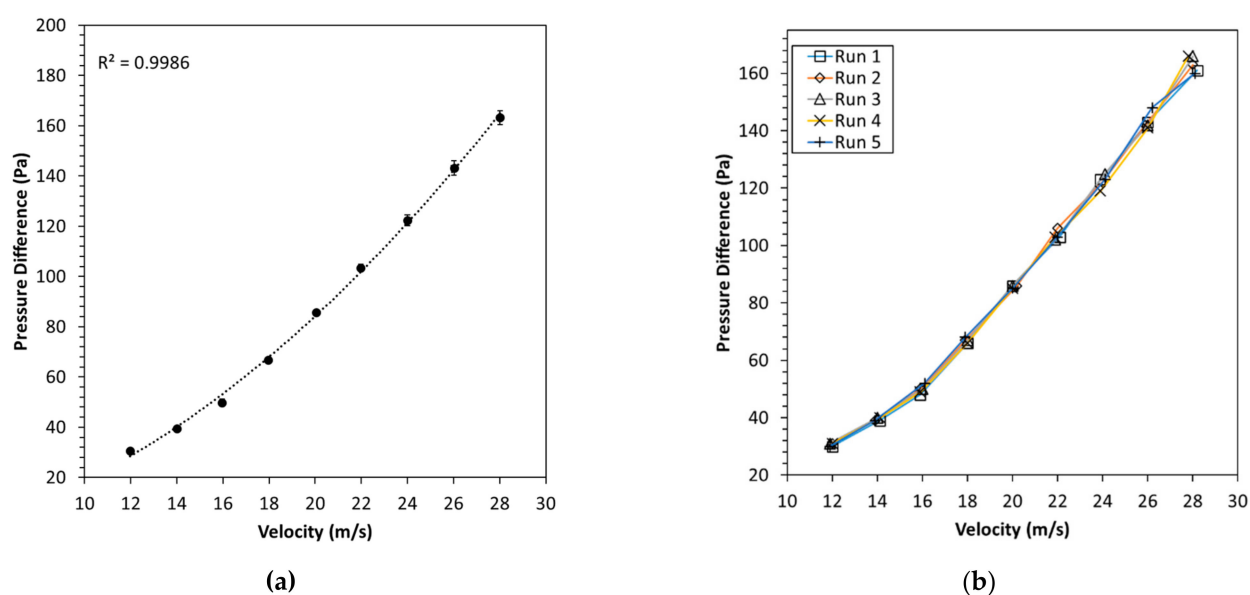 200
180
160
140
120
100
80
60
40
20
R² = 0.9986
Pressure Difference (Pa)
10 12 14 16 18 20 22 24 26 28 30
Velocity (m/s)
(a)
Run 1
Run 2
Run 3
Run 4
Run 5
160
140
120
100
80
60
40
20
Pressure Difference (Pa)
10 12 14 16 18 20 22 24 26 28 30
Velocity (m/s)
(b)